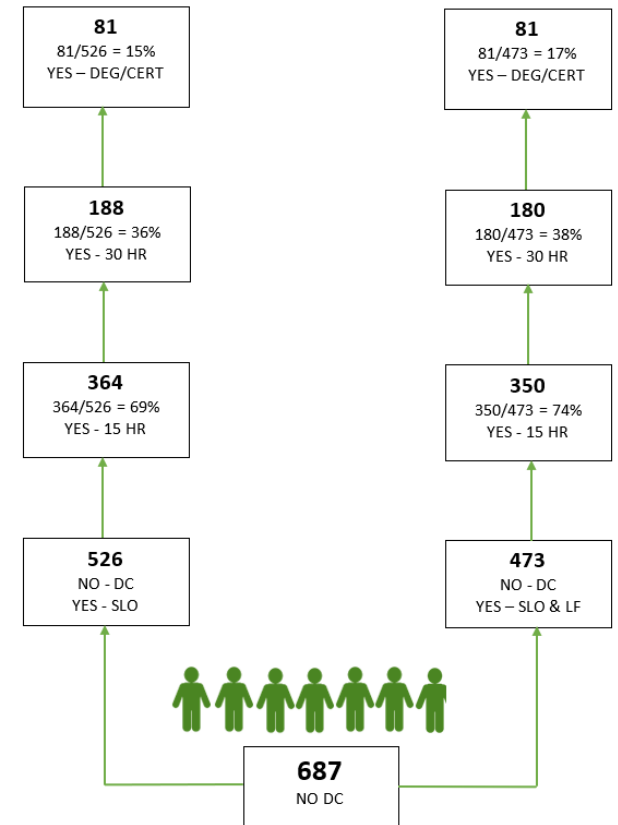 81
81/526 = 15%
YES – DEG/CERT
81
81/473 = 17%
YES – DEG/CERT
188
188/526 = 36%
YES - 30 HR
180
180/473 = 38%
YES - 30 HR
364
364/526 = 69%
YES - 15 HR
350
350/473 = 74%
YES - 15 HR
526
NO - DC
YES - SLO
473
NO - DC
YES – SLO & LF
687
NO DC